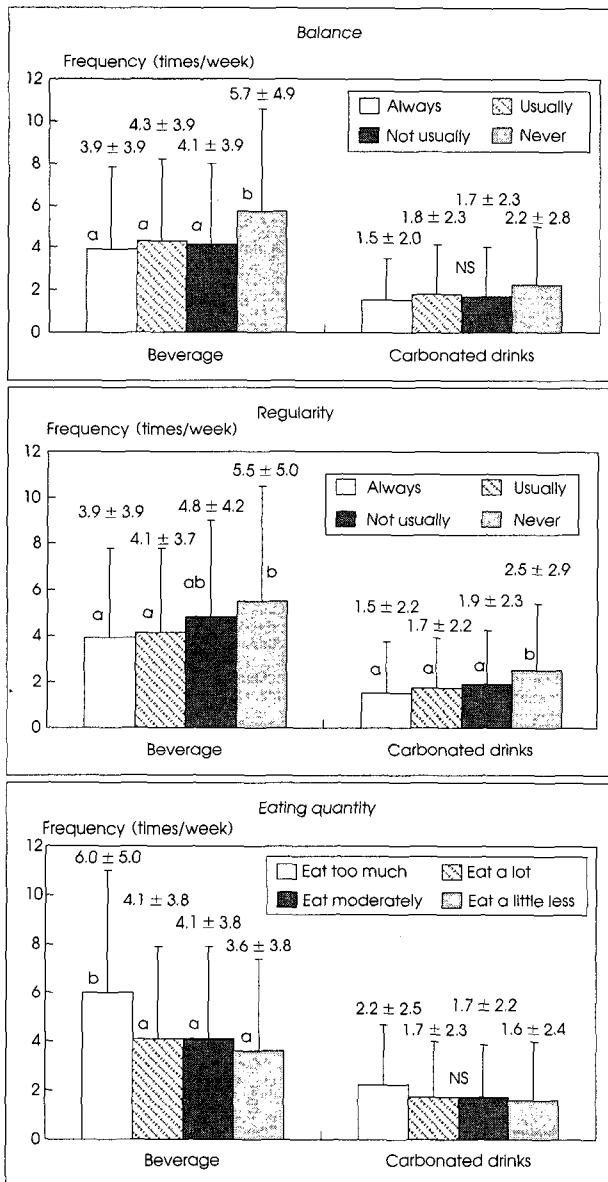 Balance
Frequency (times/week)
12
10
8
6
4
2
0
Always
Usually
Not usually
Never
3.9 ± 3.9
4.3 ± 3.9
4.1 ± 3.9
5.7 ± 4.9
a
a
a
b
1.5 ± 2.0
1.8 ± 2.3
1.7 ± 2.3
2.2 ± 2.8
NS
Beverage
Carbonated drinks
Regularity
Frequency (times/week)
12
10
8
6
4
2
0
Always
Usually
Not usually
Never
3.9 ± 3.9
4.1 ± 3.7
4.8 ± 4.2
5.5 ± 5.0
a
a
ab
b
1.5 ± 2.2
1.7 ± 2.2
1.9 ± 2.3
2.5 ± 2.9
a
a
a
b
Beverage
Carbonated drinks
Eating quantity
Frequency (times/week)
12
10
8
6
4
2
0
Eat too much
Eat a lot
Eat moderately
Eat a little less
6.0 ± 5.0
4.1 ± 3.8
4.1 ± 3.8
3.6 ± 3.8
b
a
a
a
2.2 ± 2.5
1.7 ± 2.3
1.7 ± 2.2
1.6 ± 2.4
NS
Beverage
Carbonated drinks